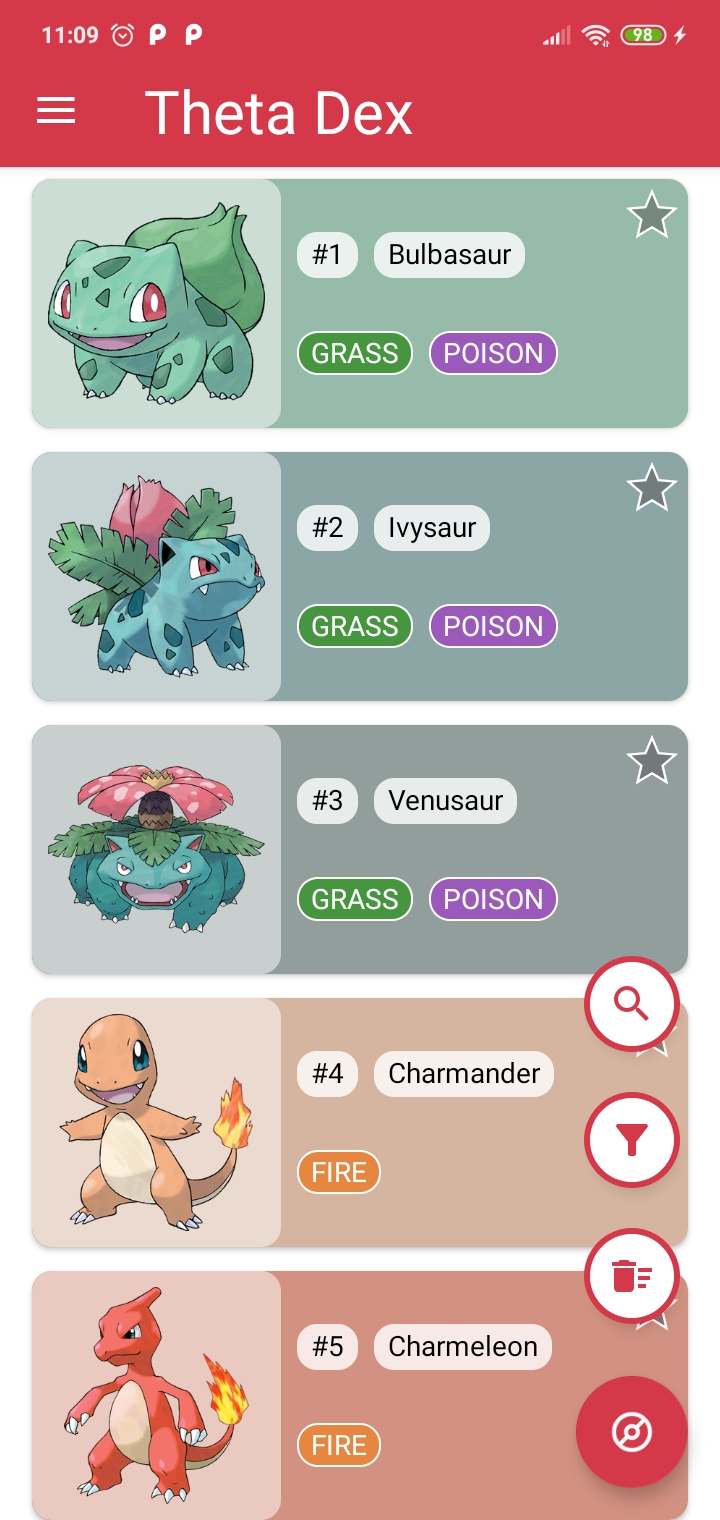 11:09 P P 98
Theta Dex
#1 Bulbasaur
GRASS POISON
#2 Ivysaur
GRASS POISON
#3 Venusaur
GRASS POISON
#4 Charmander
FIRE
#5 Charmeleon
FIRE